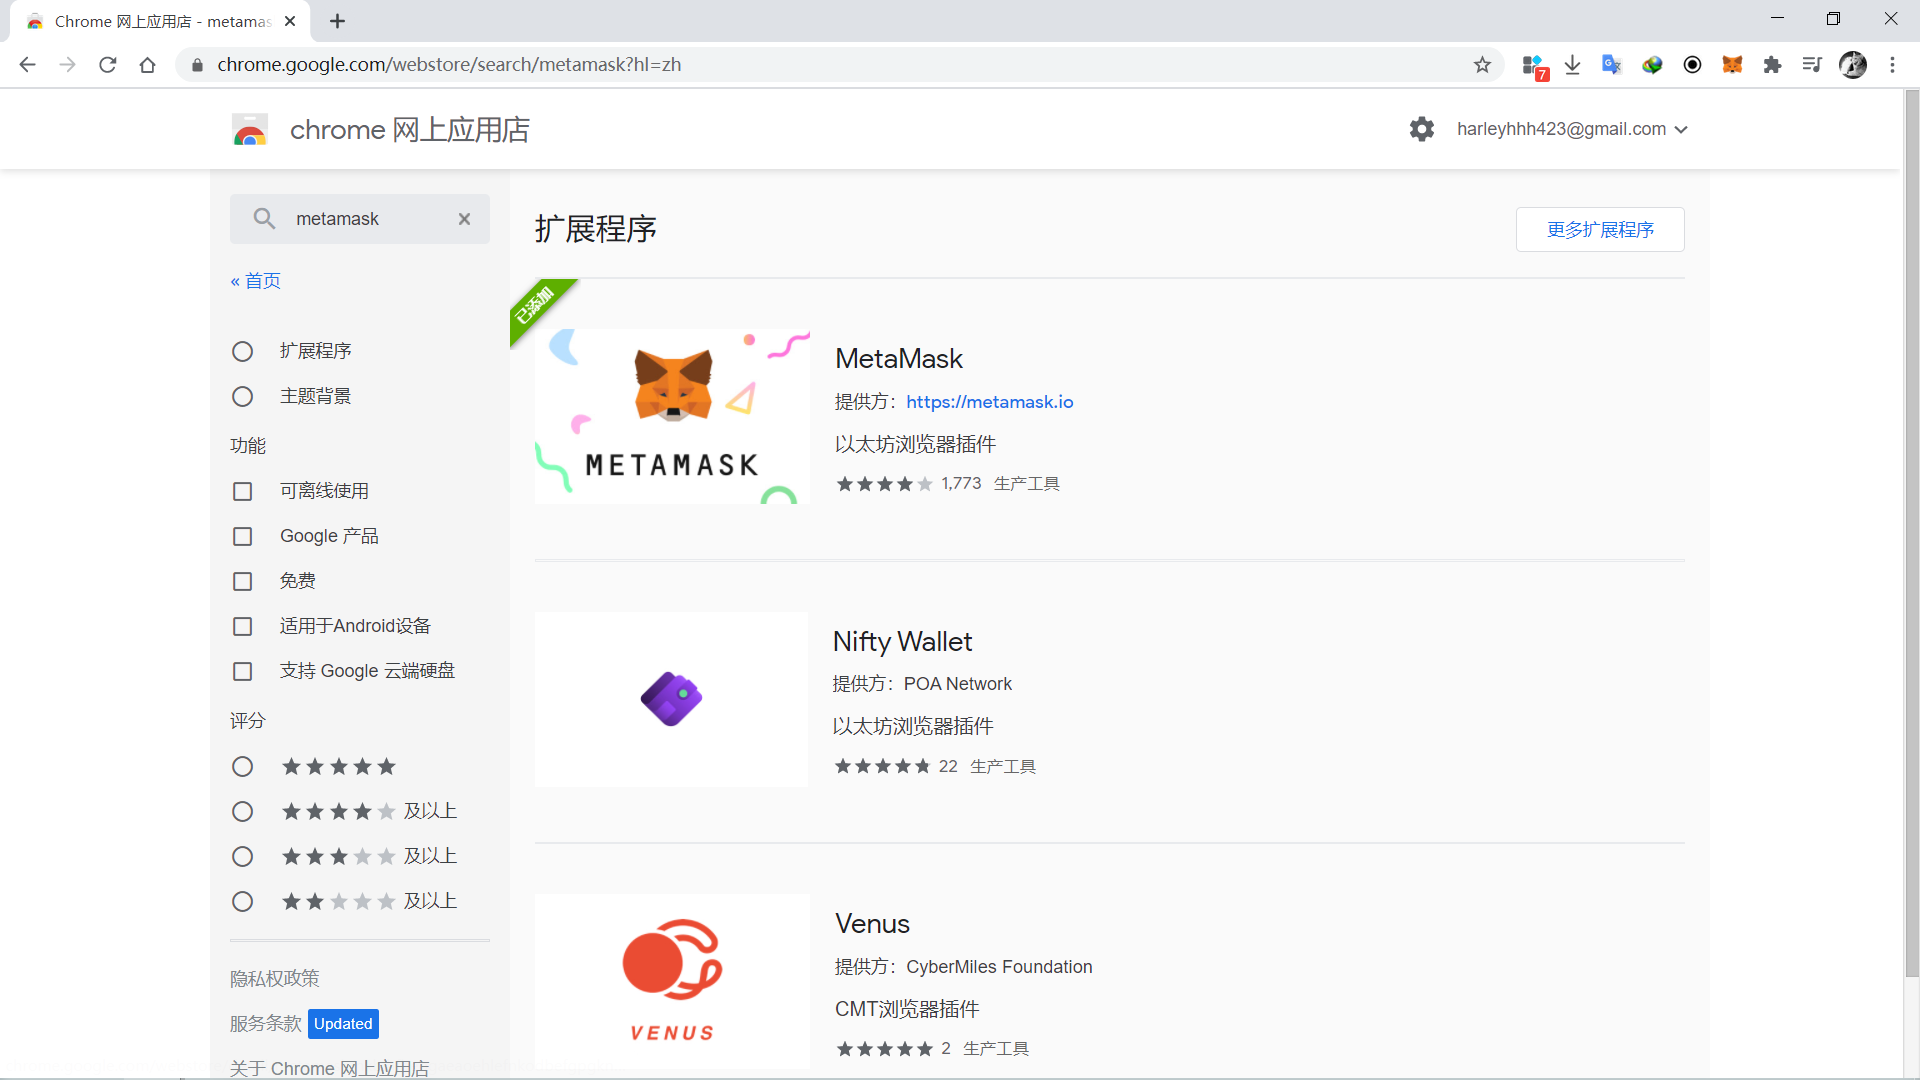 Chrome 网上应用店 - metamas
chrome.google.com/webstore/search/metamask?hl=zh
7
chrome 网上应用店
harleyhhh423@gmail.com
metamask
« 首页
扩展程序
主题背景
功能
可离线使用
Google 产品
免费
适用于Android设备
支持 Google 云端硬盘
评分
及以上
及以上
及以上
隐私权政策
服务条款 Updated
关于 Chrome 网上应用店
扩展程序
更多扩展程序
已添加
METAMASK
MetaMask
提供方：https://metamask.io
以太坊浏览器插件
1,773 生产工具
Nifty Wallet
提供方：POA Network
以太坊浏览器插件
22 生产工具
VENUS
Venus
提供方：CyberMiles Foundation
CMT浏览器插件
2 生产工具